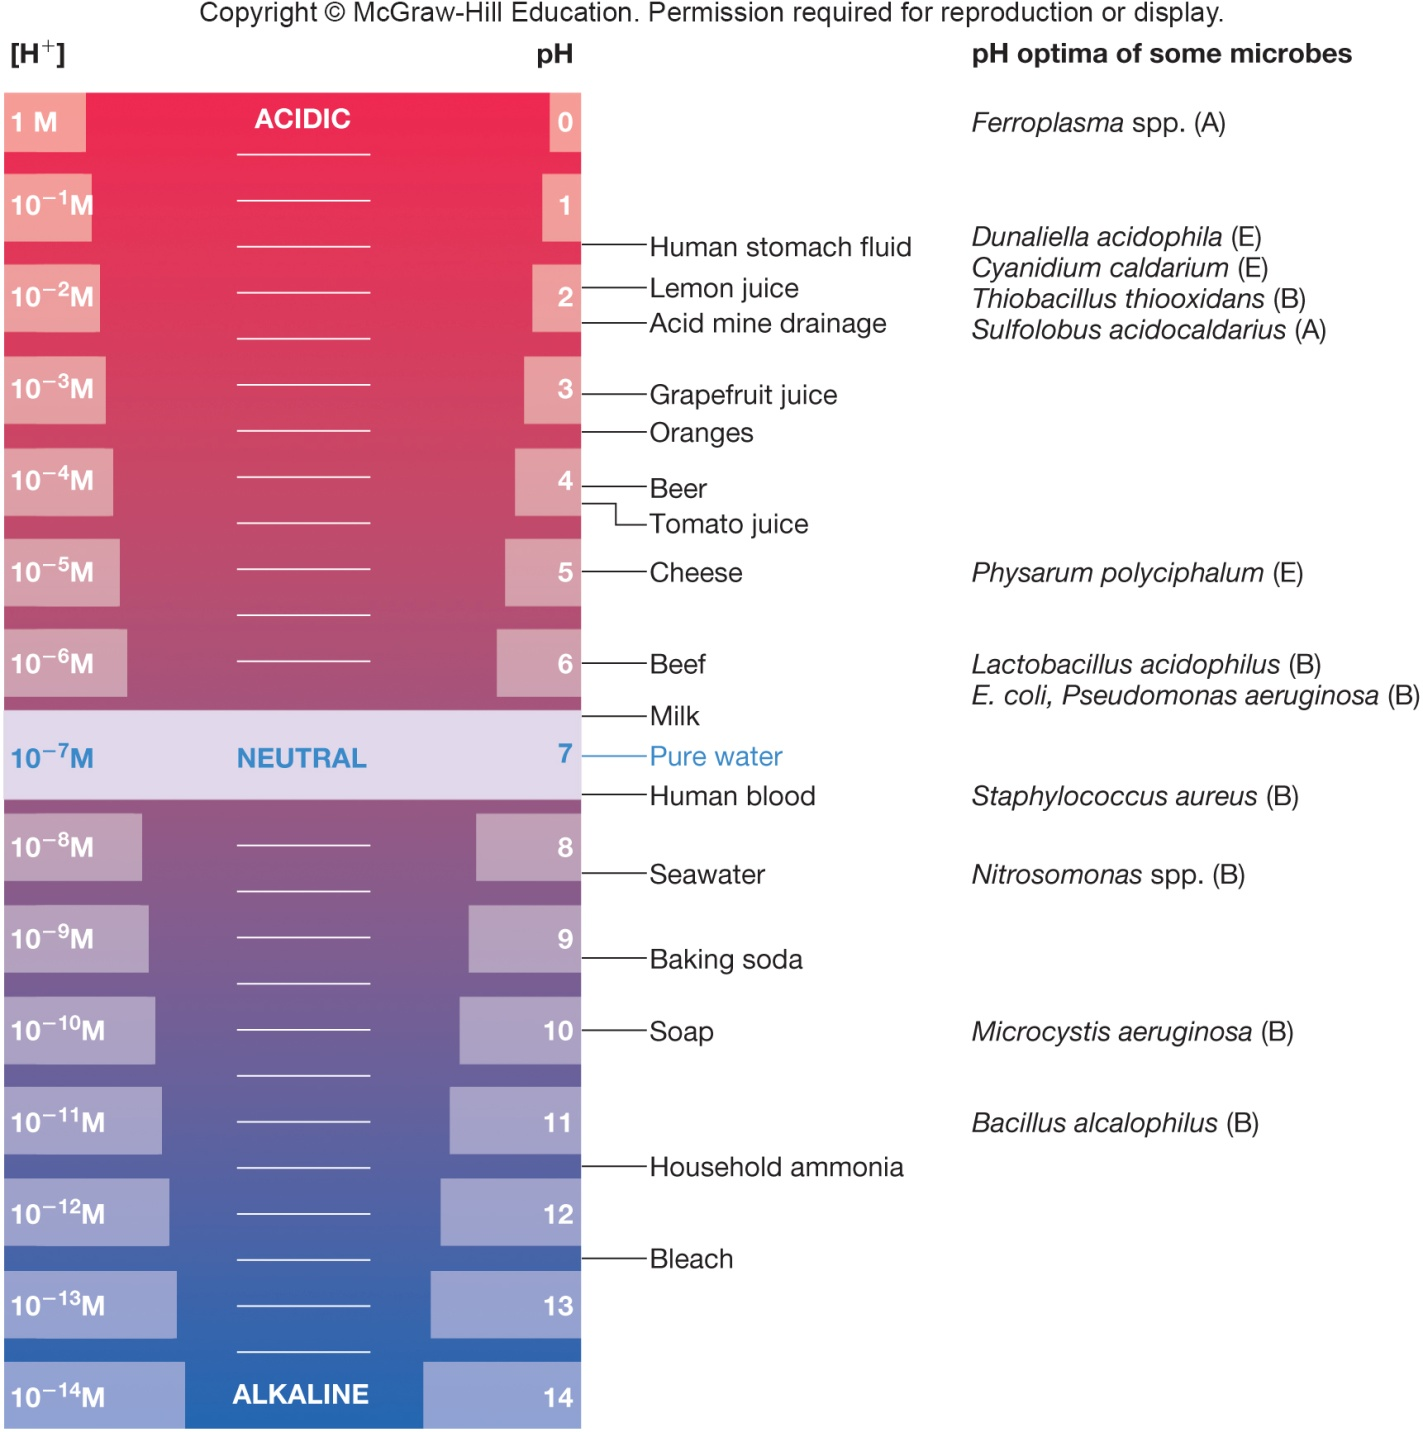 Copyright © McGraw-Hill Education. Permission required for reproduction or display.
[H⁺] pH pH optima of some microbes
1 M ACIDIC 0 Ferroplasma spp. (A)
10⁻¹M 1
Dunaliella acidophila (E)
Human stomach fluid
Cyanidium caldarium (E)
Lemon juice
10⁻²M 2 Thiobacillus thiooxidans (B)
Acid mine drainage Sulfolobus acidocaldarius (A)
10⁻³M 3 Grapefruit juice
Oranges
10⁻⁴M 4 Beer
Tomato juice
10⁻⁵M 5 Cheese Physarum polyciphalum (E)
10⁻⁶M 6 Beef Lactobacillus acidophilus (B)
E. coli, Pseudomonas aeruginosa (B)
Milk
10⁻⁷M NEUTRAL 7 Pure water
Human blood Staphylococcus aureus (B)
10⁻⁸M 8
Seawater Nitrosomonas spp. (B)
10⁻⁹M 9
Baking soda
10⁻¹⁰M 10 Soap Microcystis aeruginosa (B)
10⁻¹¹M 11 Bacillus alcalophilus (B)
Household ammonia
10⁻¹²M 12
Bleach
10⁻¹³M 13
10⁻¹⁴M ALKALINE 14